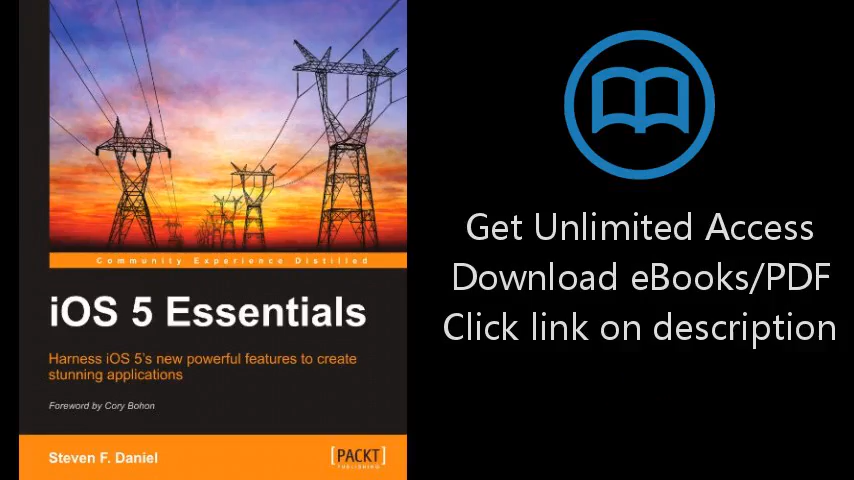 Community Experience Distilled
iOS 5 Essentials
Harness iOS 5's new powerful features to create
stunning applications
Foreword by Cory Bohon
Steven F. Daniel
[PACKT]
PUBLISHING
Get Unlimited Access
Download eBooks/PDF
Click link on description